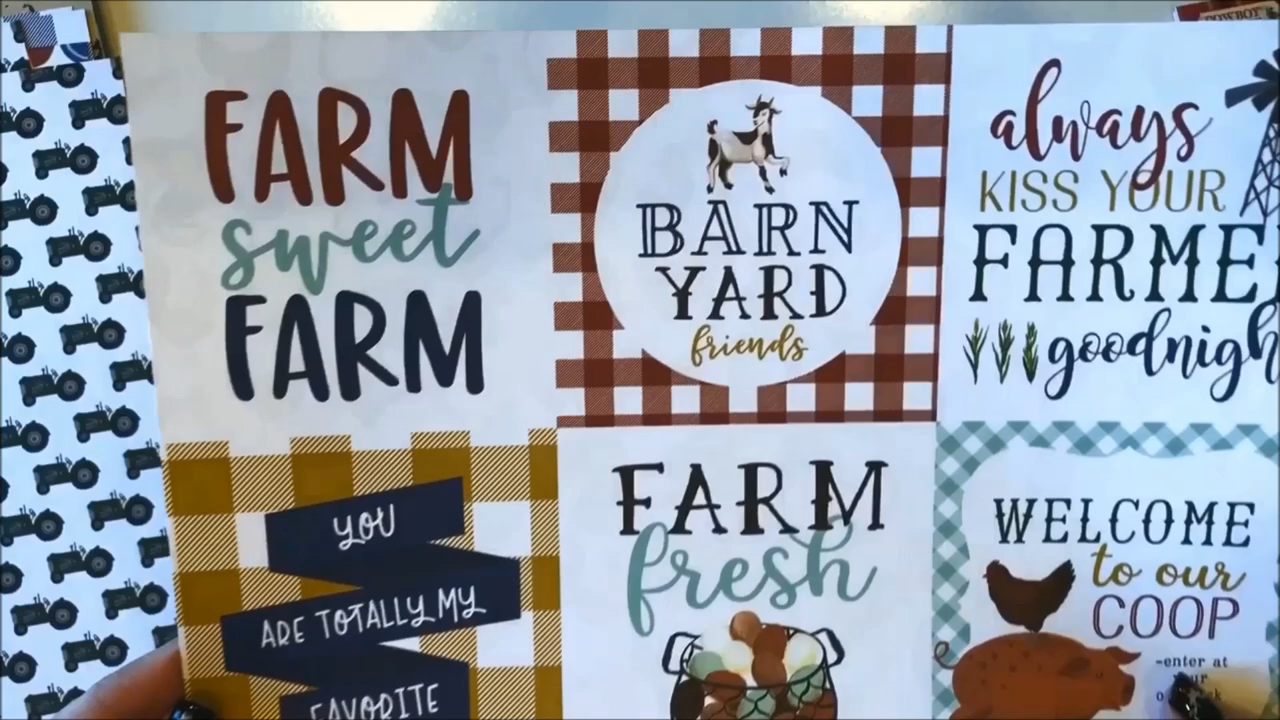 FARM
sweet
FARM
BARN
YARD
friends
always
KISS YOUR
FARME
goodnigh
YOU
ARE TOTALLY MY
FAVORITE
FARM
fresh
WELCOME
to our
COOP
-enter at
COWBOY